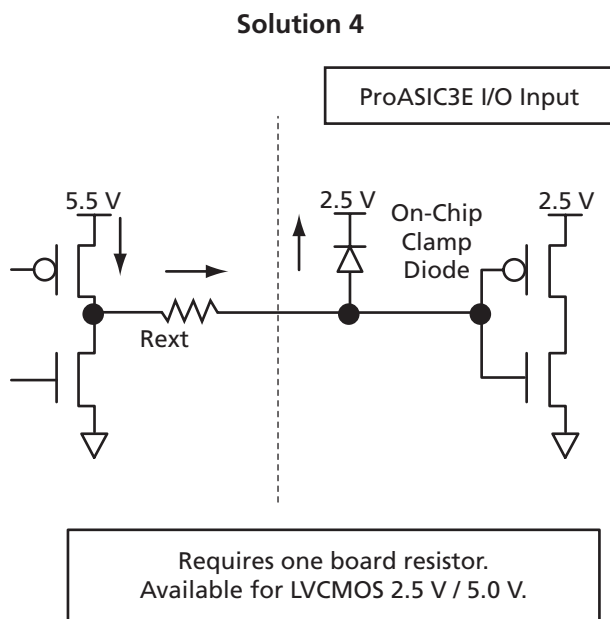 Solution 4
ProASIC3E I/O Input
5.5 V
2.5 V
On-Chip
Clamp
Diode
2.5 V
Rext
Requires one board resistor.
Available for LVCMOS 2.5 V / 5.0 V.